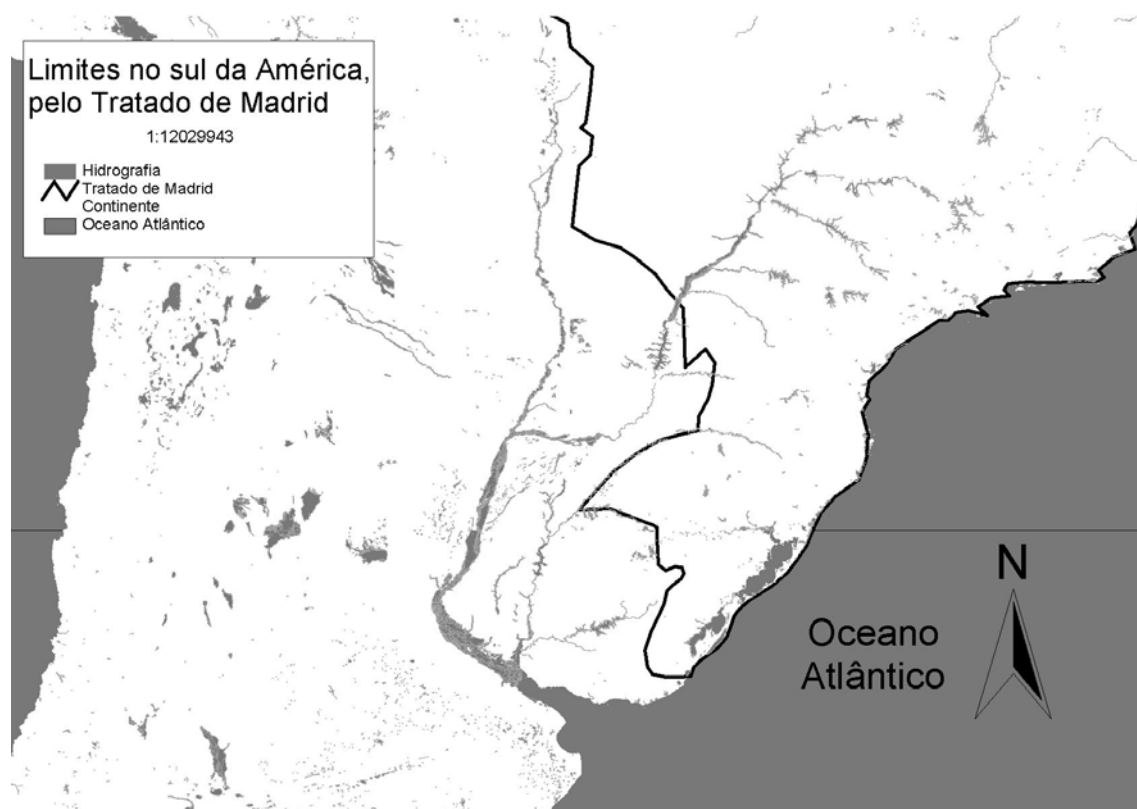 Limites no sul da América,
pelo Tratado de Madrid
1:12029943
Hidrografia
Tratado de Madrid
Continente
Oceano Atlântico
N
Oceano
Atlântico